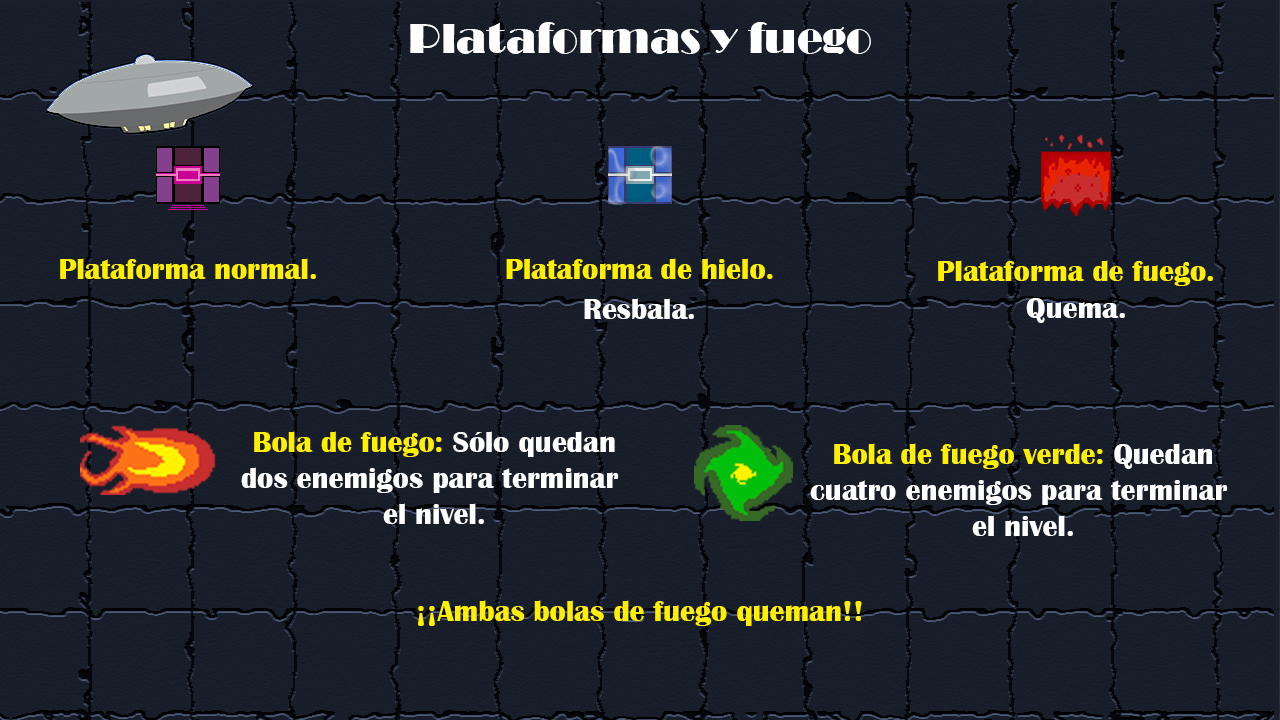 Plataformas y fuego
Plataforma normal.
Plataforma de hielo.
Resbala.
Plataforma de fuego.
Quema.
Bola de fuego: Sólo quedan
dos enemigos para terminar
el nivel.
Bola de fuego verde: Quedan
cuatro enemigos para terminar
el nivel.
¡¡Ambas bolas de fuego queman!!